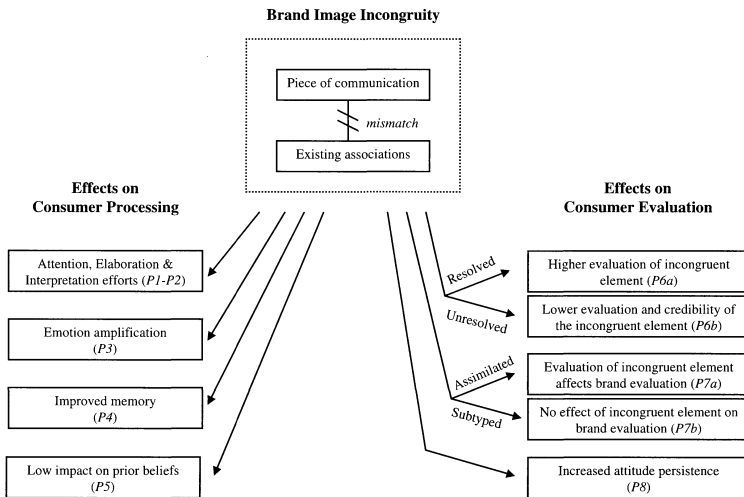 Brand Image Incongruity
Piece of communication
mismatch
Existing associations
Effects on
Consumer Processing
Attention, Elaboration &
Interpretation efforts (P1-P2)
Emotion amplification
(P3)
Improved memory
(P4)
Low impact on prior beliefs
(P5)
Effects on
Consumer Evaluation
Resolved
Higher evaluation of incongruent
element (P6a)
Unresolved
Lower evaluation and credibility of
the incongruent element (P6b)
Assimilated
Evaluation of incongruent element
affects brand evaluation (P7a)
Subtyped
No effect of incongruent element on
brand evaluation (P7b)
Increased attitude persistence
(P8)